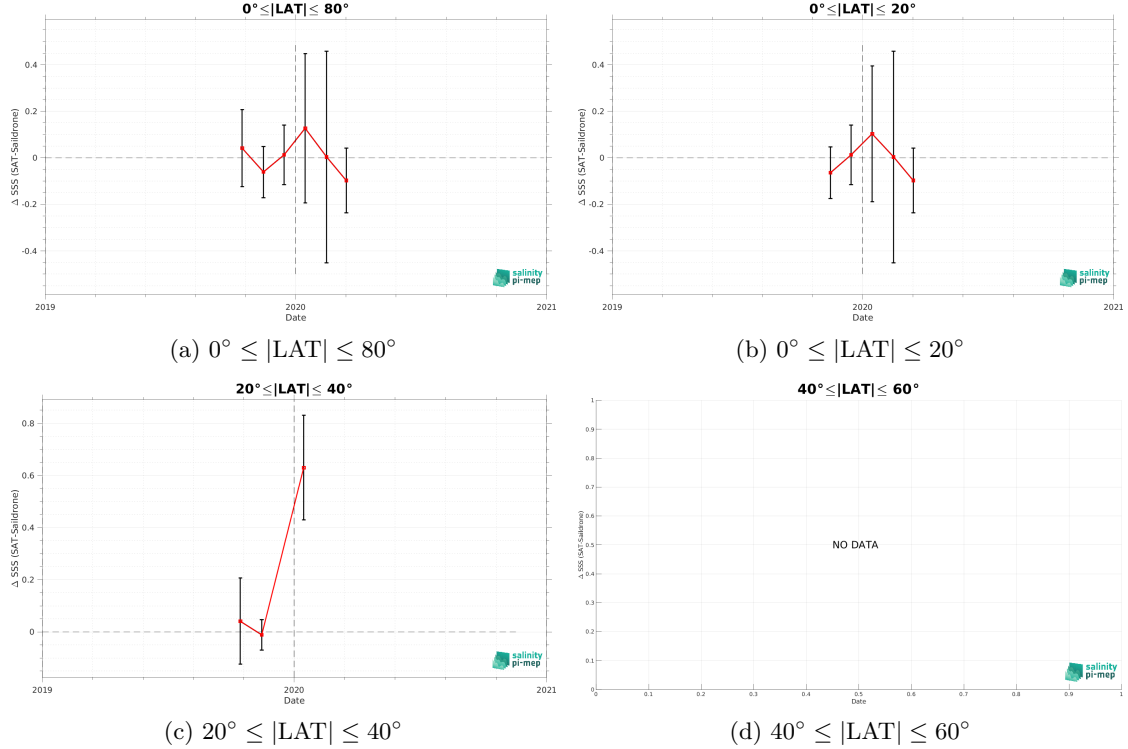 0°≤|LAT|≤ 80°
Δ SSS (SAT-Saildrone)
0.4
0.2
0
-0.2
-0.4
2019
2020
2021
Date
salinity
pi-mep
(a) 0° ≤ |LAT| ≤ 80°
0°≤|LAT|≤ 20°
Δ SSS (SAT-Saildrone)
0.4
0.2
0
-0.2
-0.4
2019
2020
2021
Date
salinity
pi-mep
(b) 0° ≤ |LAT| ≤ 20°
20°≤|LAT|≤ 40°
Δ SSS (SAT-Saildrone)
0.8
0.6
0.4
0.2
0
2019
2020
2021
Date
salinity
pi-mep
(c) 20° ≤ |LAT| ≤ 40°
40°≤|LAT|≤ 60°
Δ SSS (SAT-Saildrone)
1
0.9
0.8
0.7
0.6
0.5
0.4
0.3
0.2
0.1
0
NO DATA
0
0.1
0.2
0.3
0.4
0.5
0.6
0.7
0.8
0.9
1
Date
salinity
pi-mep
(d) 40° ≤ |LAT| ≤ 60°